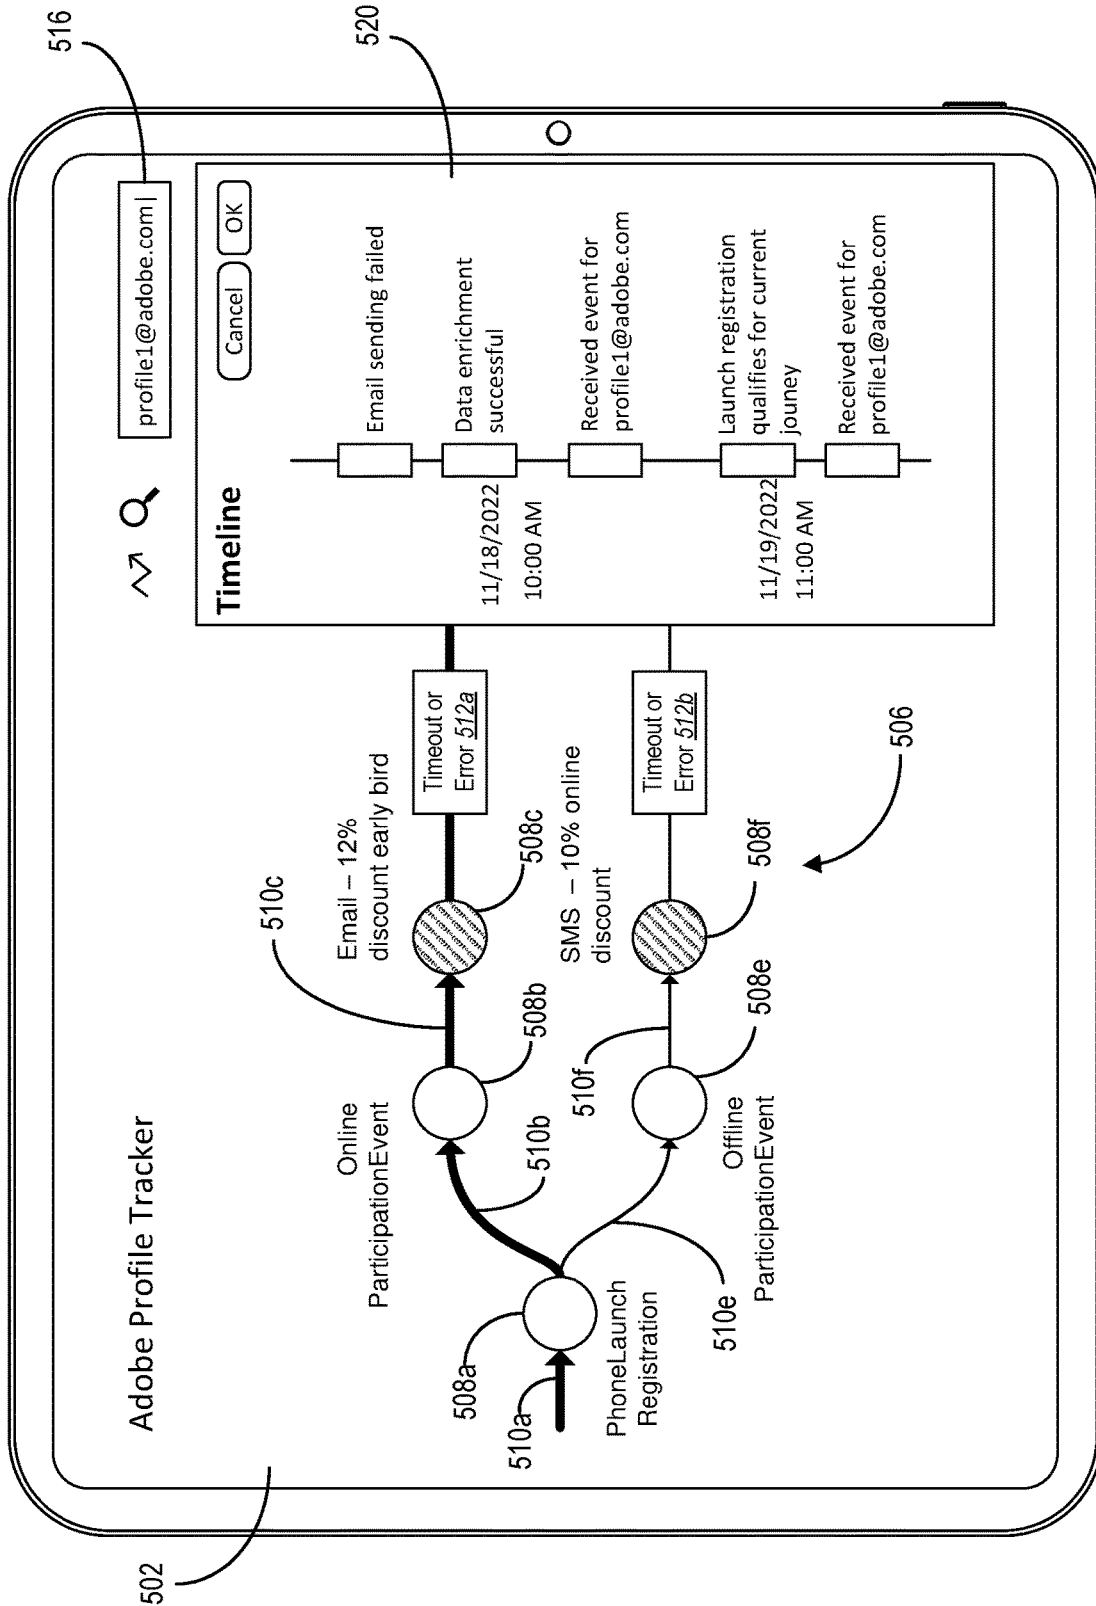 516
520
502
Adobe Profile Tracker
profile1@adobe.com|
Timeline
Cancel
OK
Email sending failed
Data enrichment
successful
11/18/2022
10:00 AM
Received event for
profile1@adobe.com
Launch registration
qualifies for current
jouney
11/19/2022
11:00 AM
Received event for
profile1@adobe.com
510c
Online
ParticipationEvent
Email – 12%
discount early bird
Timeout or
Error 512a
508b
508c
510b
508a
510a
PhoneLaunch
Registration
510e
510f
SMS – 10% online
discount
Timeout or
Error 512b
Offline
ParticipationEvent
508e
508f
506